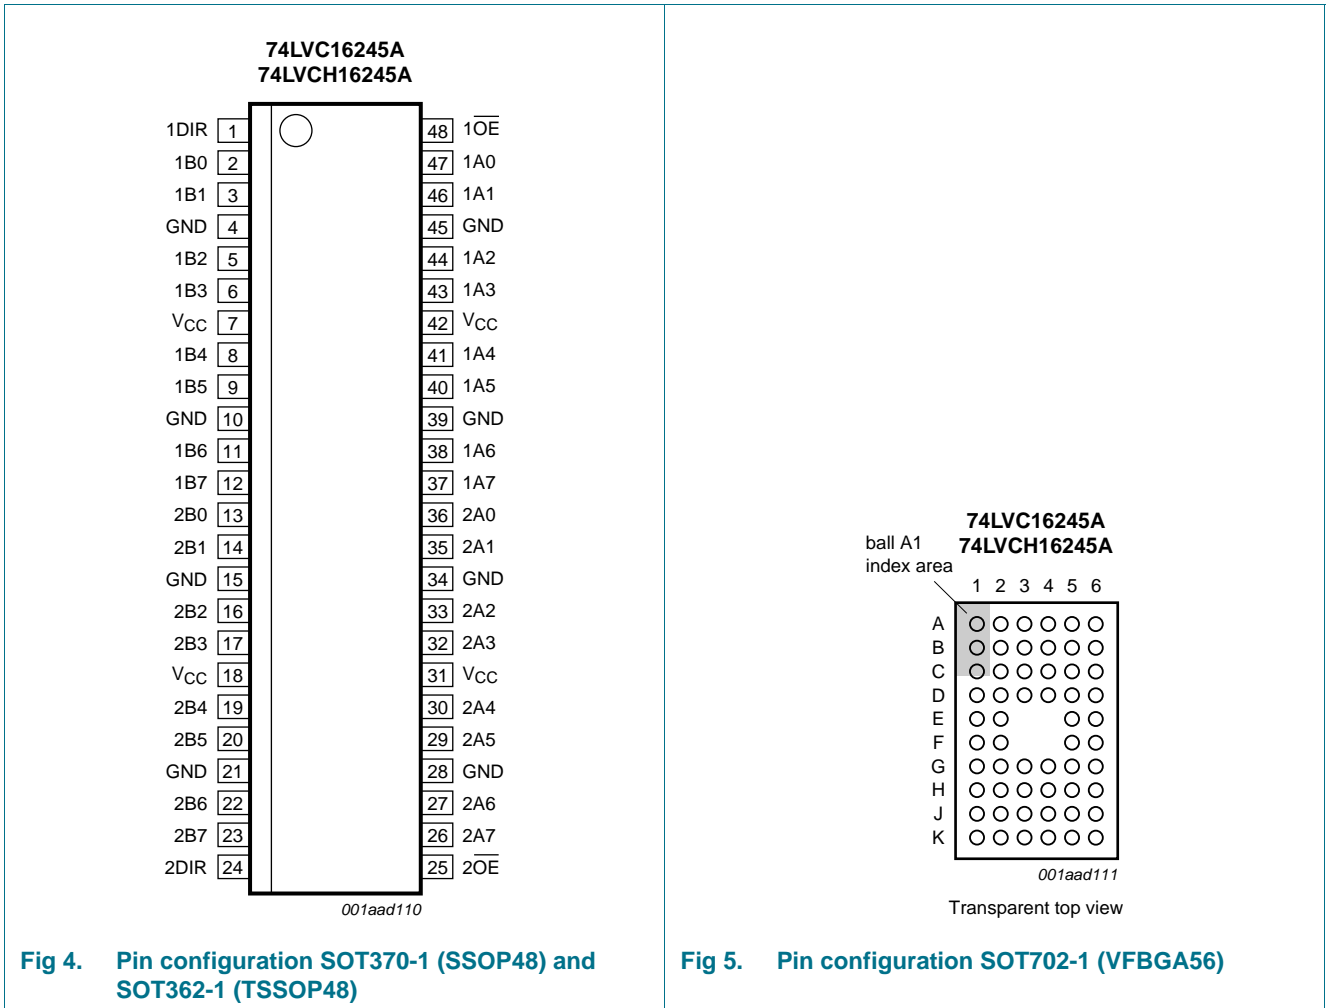 74LVC16245A
74LVCH16245A
1DIR 1 48 1O̅E̅
1B0 2 47 1A0
1B1 3 46 1A1
GND 4 45 GND
1B2 5 44 1A2
1B3 6 43 1A3
VCC 7 42 VCC
1B4 8 41 1A4
1B5 9 40 1A5
GND 10 39 GND
1B6 11 38 1A6
1B7 12 37 1A7
2B0 13 36 2A0
2B1 14 35 2A1
GND 15 34 GND
2B2 16 33 2A2
2B3 17 32 2A3
VCC 18 31 VCC
2B4 19 30 2A4
2B5 20 29 2A5
GND 21 28 GND
2B6 22 27 2A6
2B7 23 26 2A7
2DIR 24 25 2O̅E̅
001aad110
Fig 4. Pin configuration SOT370-1 (SSOP48) and
SOT362-1 (TSSOP48)
74LVC16245A
74LVCH16245A
ball A1
index area
1 2 3 4 5 6
A
B
C
D
E
F
G
H
J
K
001aad111
Transparent top view
Fig 5. Pin configuration SOT702-1 (VFBGA56)